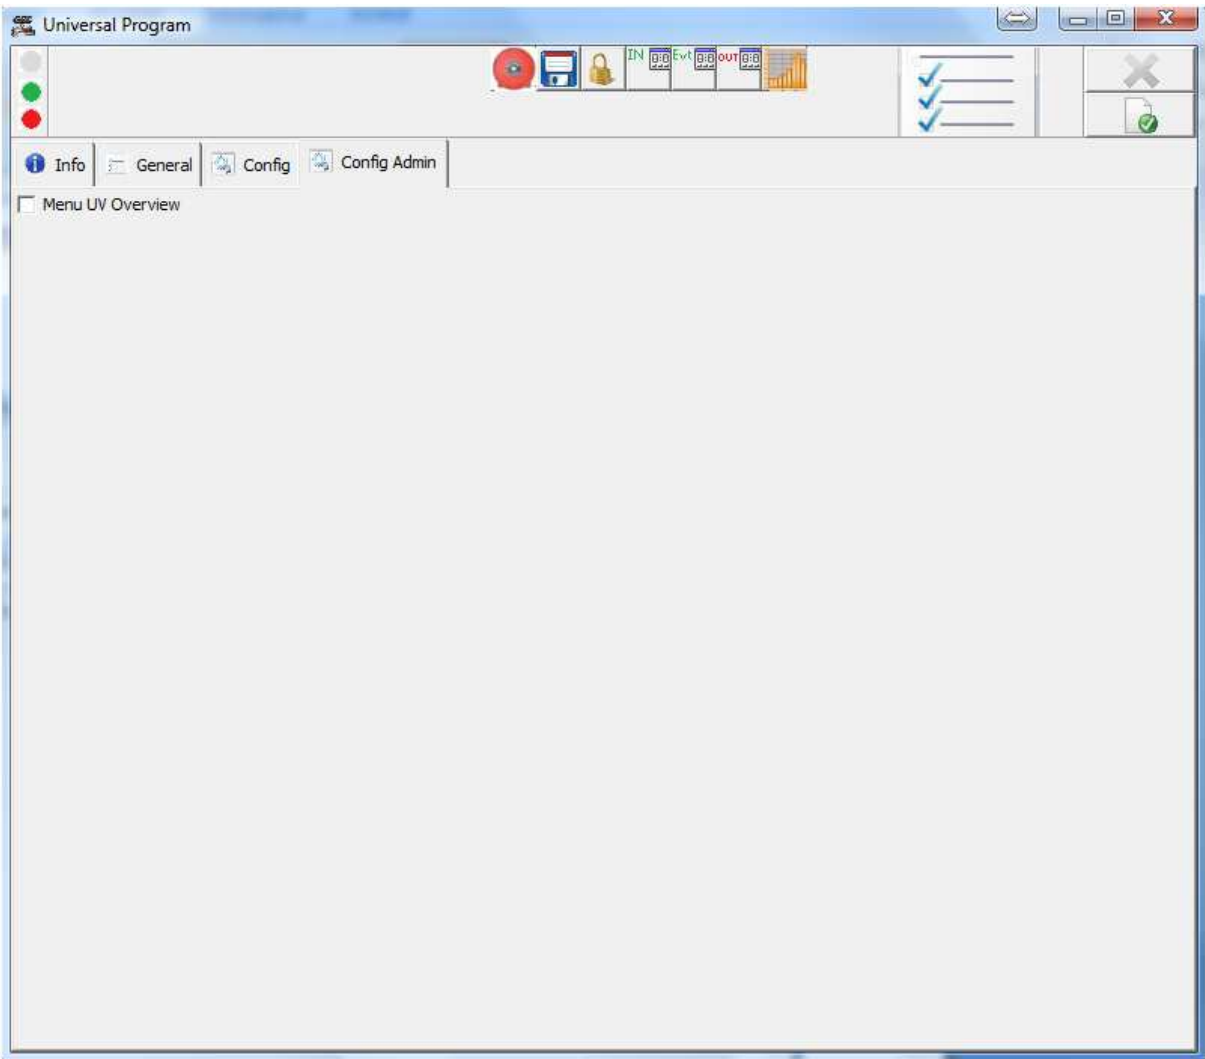 Universal Program
IN Evt OUT
Info General Config Config Admin
Menu UV Overview